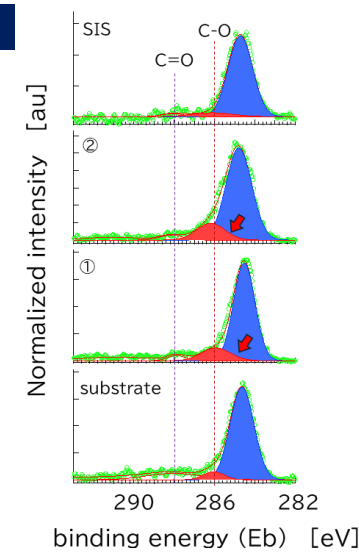 SIS
C-O
C=O
②
①
substrate
Normalized intensity [au]
290 286 282
binding energy (Eb) [eV]